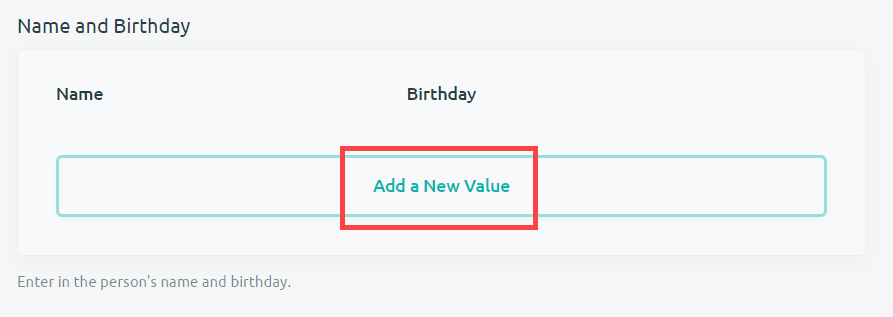 Name and Birthday
Name Birthday
Add a New Value
Enter in the person's name and birthday.